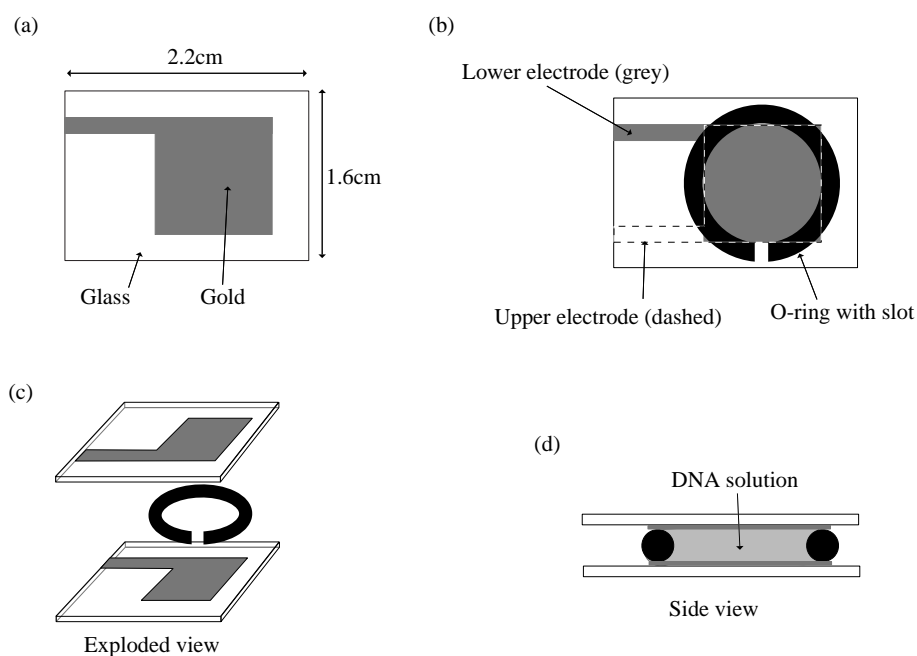 (a)
2.2cm
1.6cm
Glass
Gold
(b)
Lower electrode (grey)
Upper electrode (dashed)
O-ring with slot
(c)
Exploded view
(d)
DNA solution
Side view